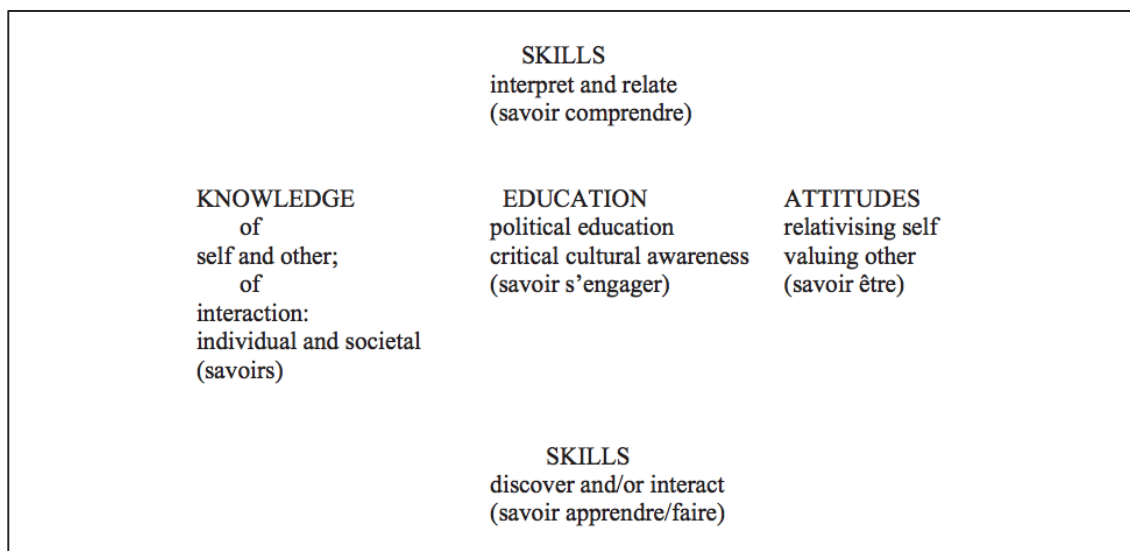 SKILLS
interpret and relate
(savoir comprendre)
KNOWLEDGE
of
self and other;
of
interaction:
individual and societal
(savoirs)
EDUCATION
political education
critical cultural awareness
(savoir s’engager)
ATTITUDES
relativising self
valuing other
(savoir être)
SKILLS
discover and/or interact
(savoir apprendre/faire)